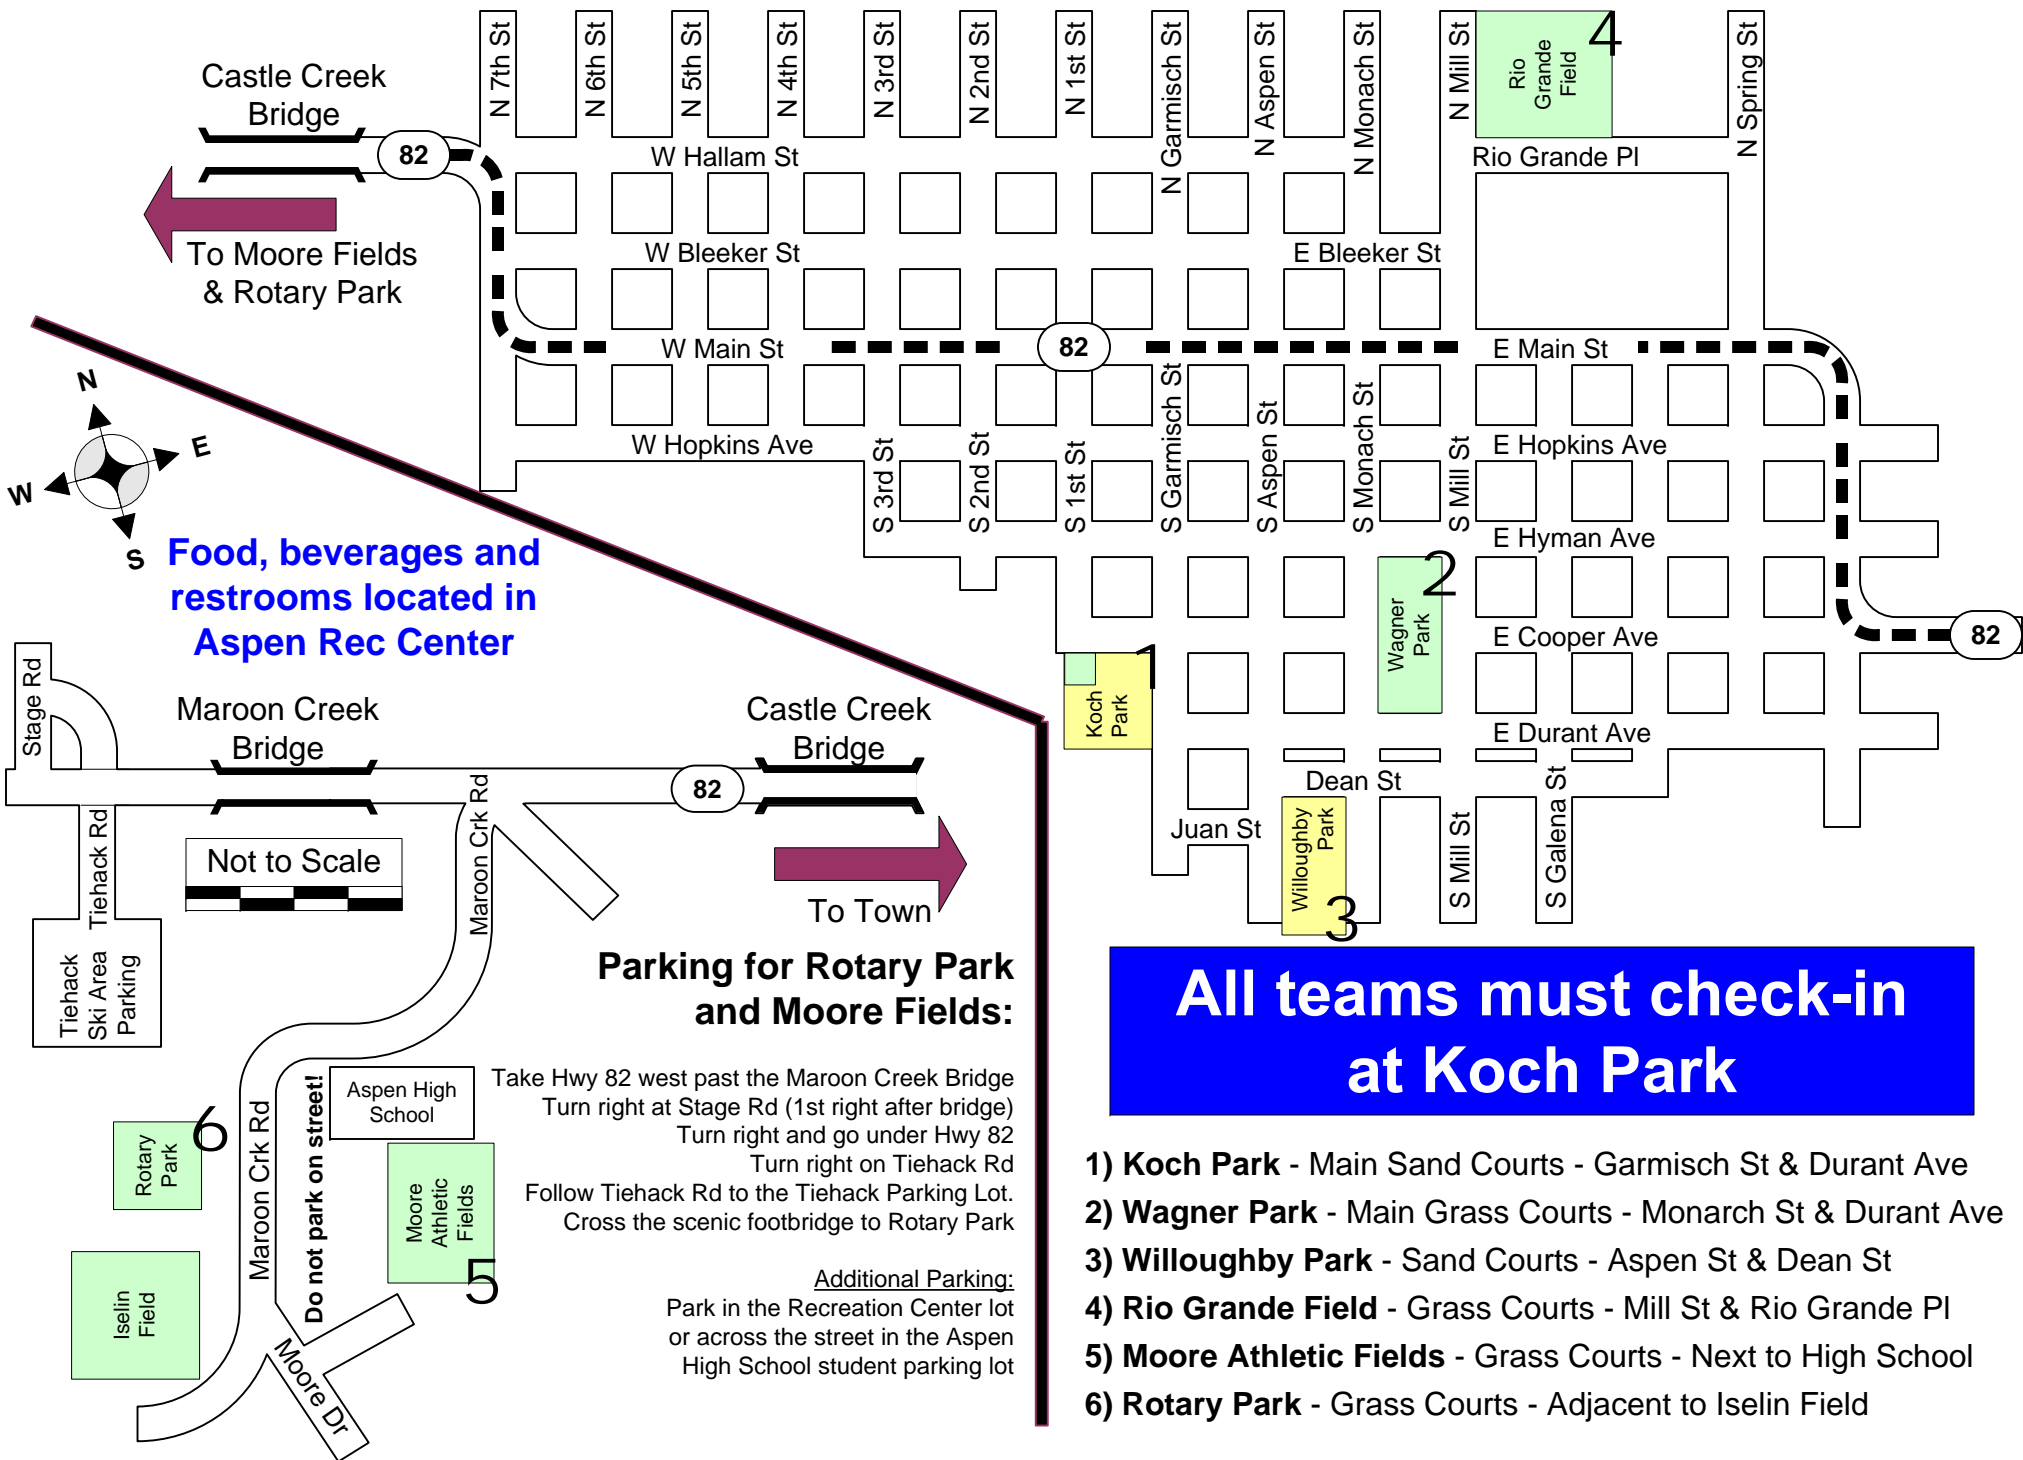 N 7th St
N 6th St
N 5th St
N 4th St
N 3rd St
N 2nd St
N 1st St
N Garmisch St
N Aspen St
N Monach St
N Mill St
Rio
Grande
Field
4
N Spring St
Castle Creek
Bridge
82
W Hallam St
Rio Grande Pl
To Moore Fields
& Rotary Park
W Bleeker St
E Bleeker St
W Main St
82
E Main St
N
E
W
S
W Hopkins Ave
S 3rd St
S 2nd St
S 1st St
S Garmisch St
S Aspen St
S Monach St
S Mill St
E Hopkins Ave
E Hyman Ave
Food, beverages and
restrooms located in
Aspen Rec Center
2
Wagner
Park
E Cooper Ave
82
1
Koch
Park
E Durant Ave
Dean St
Juan St
Willoughby
Park
3
S Mill St
S Galena St
Stage Rd
Maroon Creek
Bridge
Castle Creek
Bridge
82
Maroon Crk Rd
Tiehack Rd
Not to Scale
To Town
Tiehack
Ski Area
Parking
Parking for Rotary Park
and Moore Fields:
Take Hwy 82 west past the Maroon Creek Bridge
Turn right at Stage Rd (1st right after bridge)
Turn right and go under Hwy 82
Turn right on Tiehack Rd
Follow Tiehack Rd to the Tiehack Parking Lot.
Cross the scenic footbridge to Rotary Park
Additional Parking:
Park in the Recreation Center lot
or across the street in the Aspen
High School student parking lot
Aspen High
School
Do not park on street!
Maroon Crk Rd
6
Rotary
Park
Moore
Athletic
Fields
5
Iselin
Field
Moore Dr
All teams must check-in
at Koch Park
1) Koch Park - Main Sand Courts - Garmisch St & Durant Ave
2) Wagner Park - Main Grass Courts - Monarch St & Durant Ave
3) Willoughby Park - Sand Courts - Aspen St & Dean St
4) Rio Grande Field - Grass Courts - Mill St & Rio Grande Pl
5) Moore Athletic Fields - Grass Courts - Next to High School
6) Rotary Park - Grass Courts - Adjacent to Iselin Field